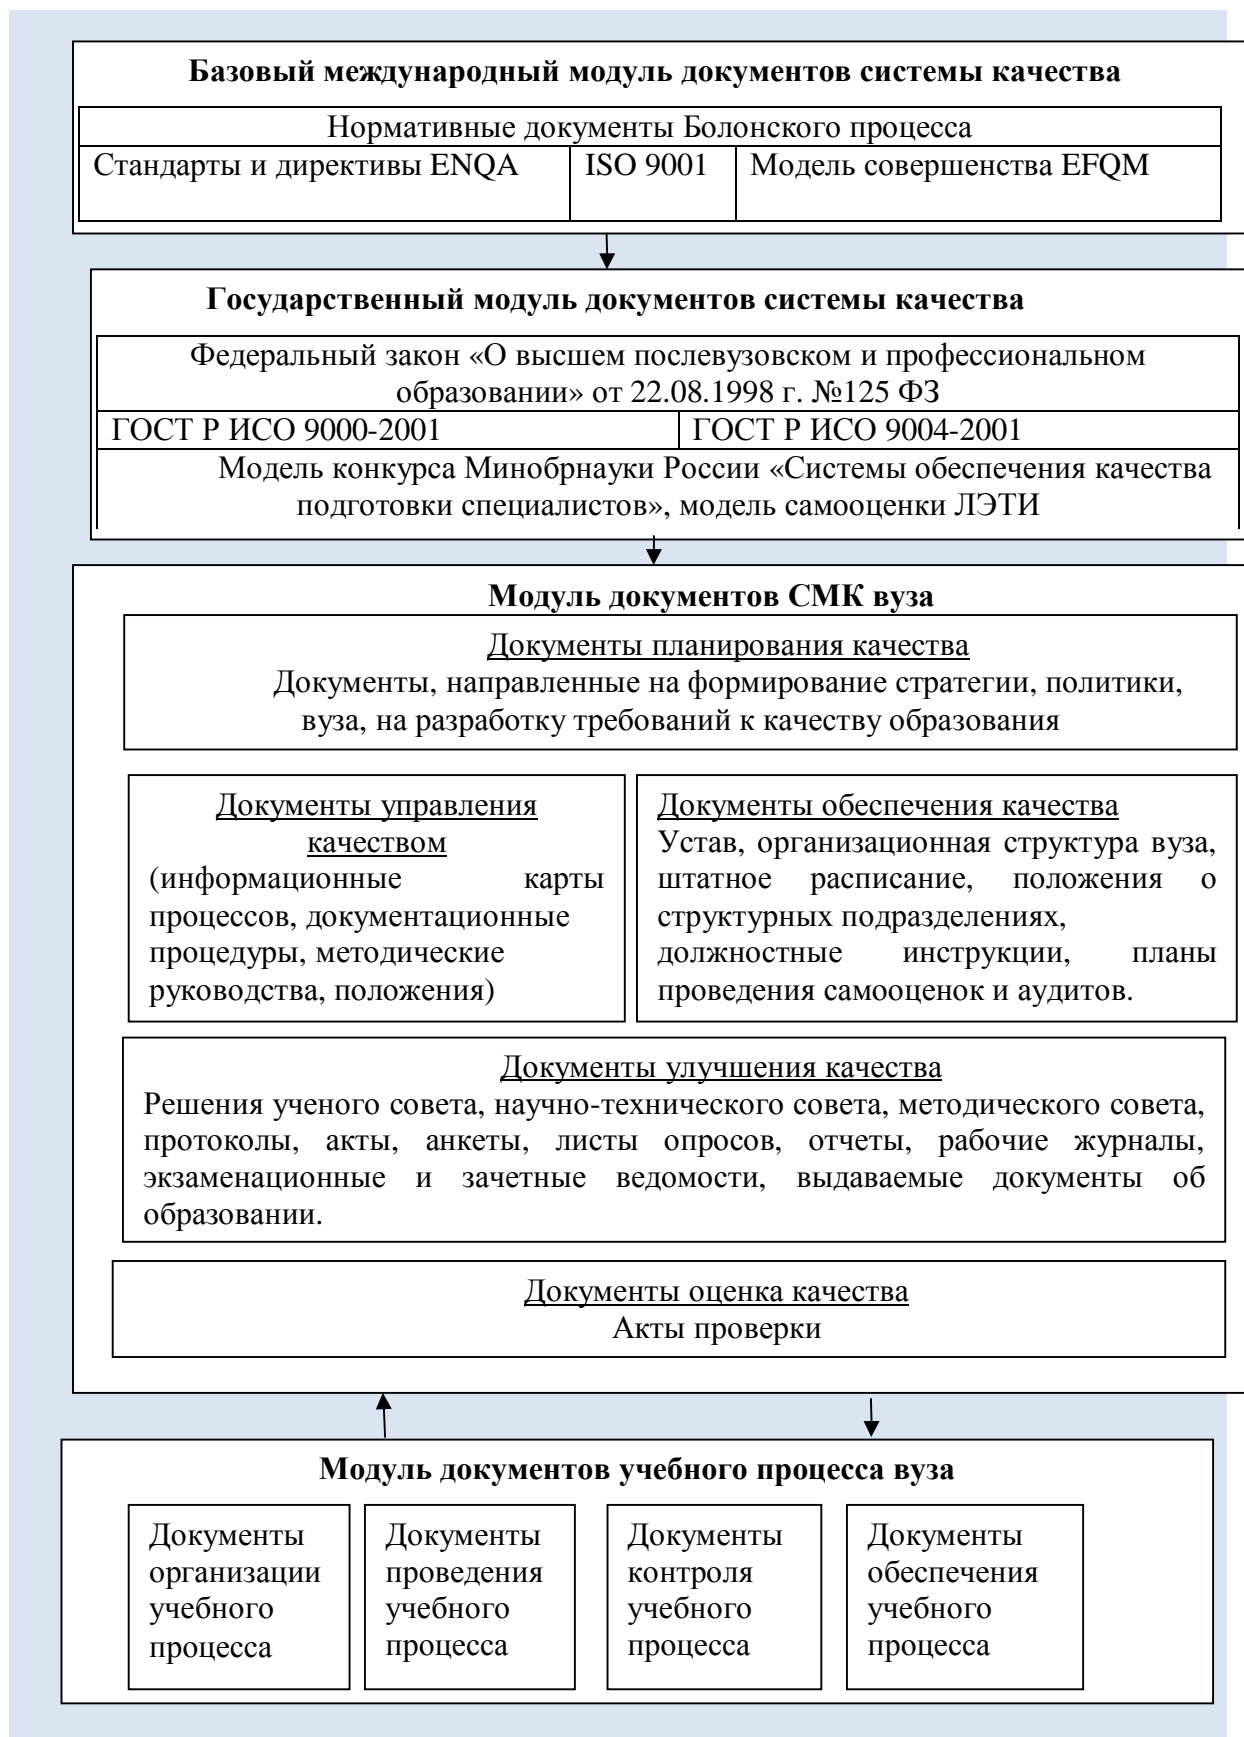 Базовый международный модуль документов системы качества
Нормативные документы Болонского процесса
Стандарты и директивы ENQA
ISO 9001
Модель совершенства EFQM
Государственный модуль документов системы качества
Федеральный закон «О высшем послевузовском и профессиональном
образовании» от 22.08.1998 г. №125 ФЗ
ГОСТ Р ИСО 9000-2001
ГОСТ Р ИСО 9004-2001
Модель конкурса Минобрнауки России «Системы обеспечения качества
подготовки специалистов», модель самооценки ЛЭТИ
Модуль документов СМК вуза
Документы планирования качества
Документы, направленные на формирование стратегии, политики,
вуза, на разработку требований к качеству образования
Документы управления
качеством
(информационные карты
процессов, документационные
процедуры, методические
руководства, положения)
Документы обеспечения качества
Устав, организационная структура вуза,
штатное расписание, положения о
структурных подразделениях,
должностные инструкции, планы
проведения самооценок и аудитов.
Документы улучшения качества
Решения ученого совета, научно-технического совета, методического совета,
протоколы, акты, анкеты, листы опросов, отчеты, рабочие журналы,
экзаменационные и зачетные ведомости, выдаваемые документы об
образовании.
Документы оценка качества
Акты проверки
Модуль документов учебного процесса вуза
Документы
организации
учебного
процесса
Документы
проведения
учебного
процесса
Документы
контроля
учебного
процесса
Документы
обеспечения
учебного
процесса